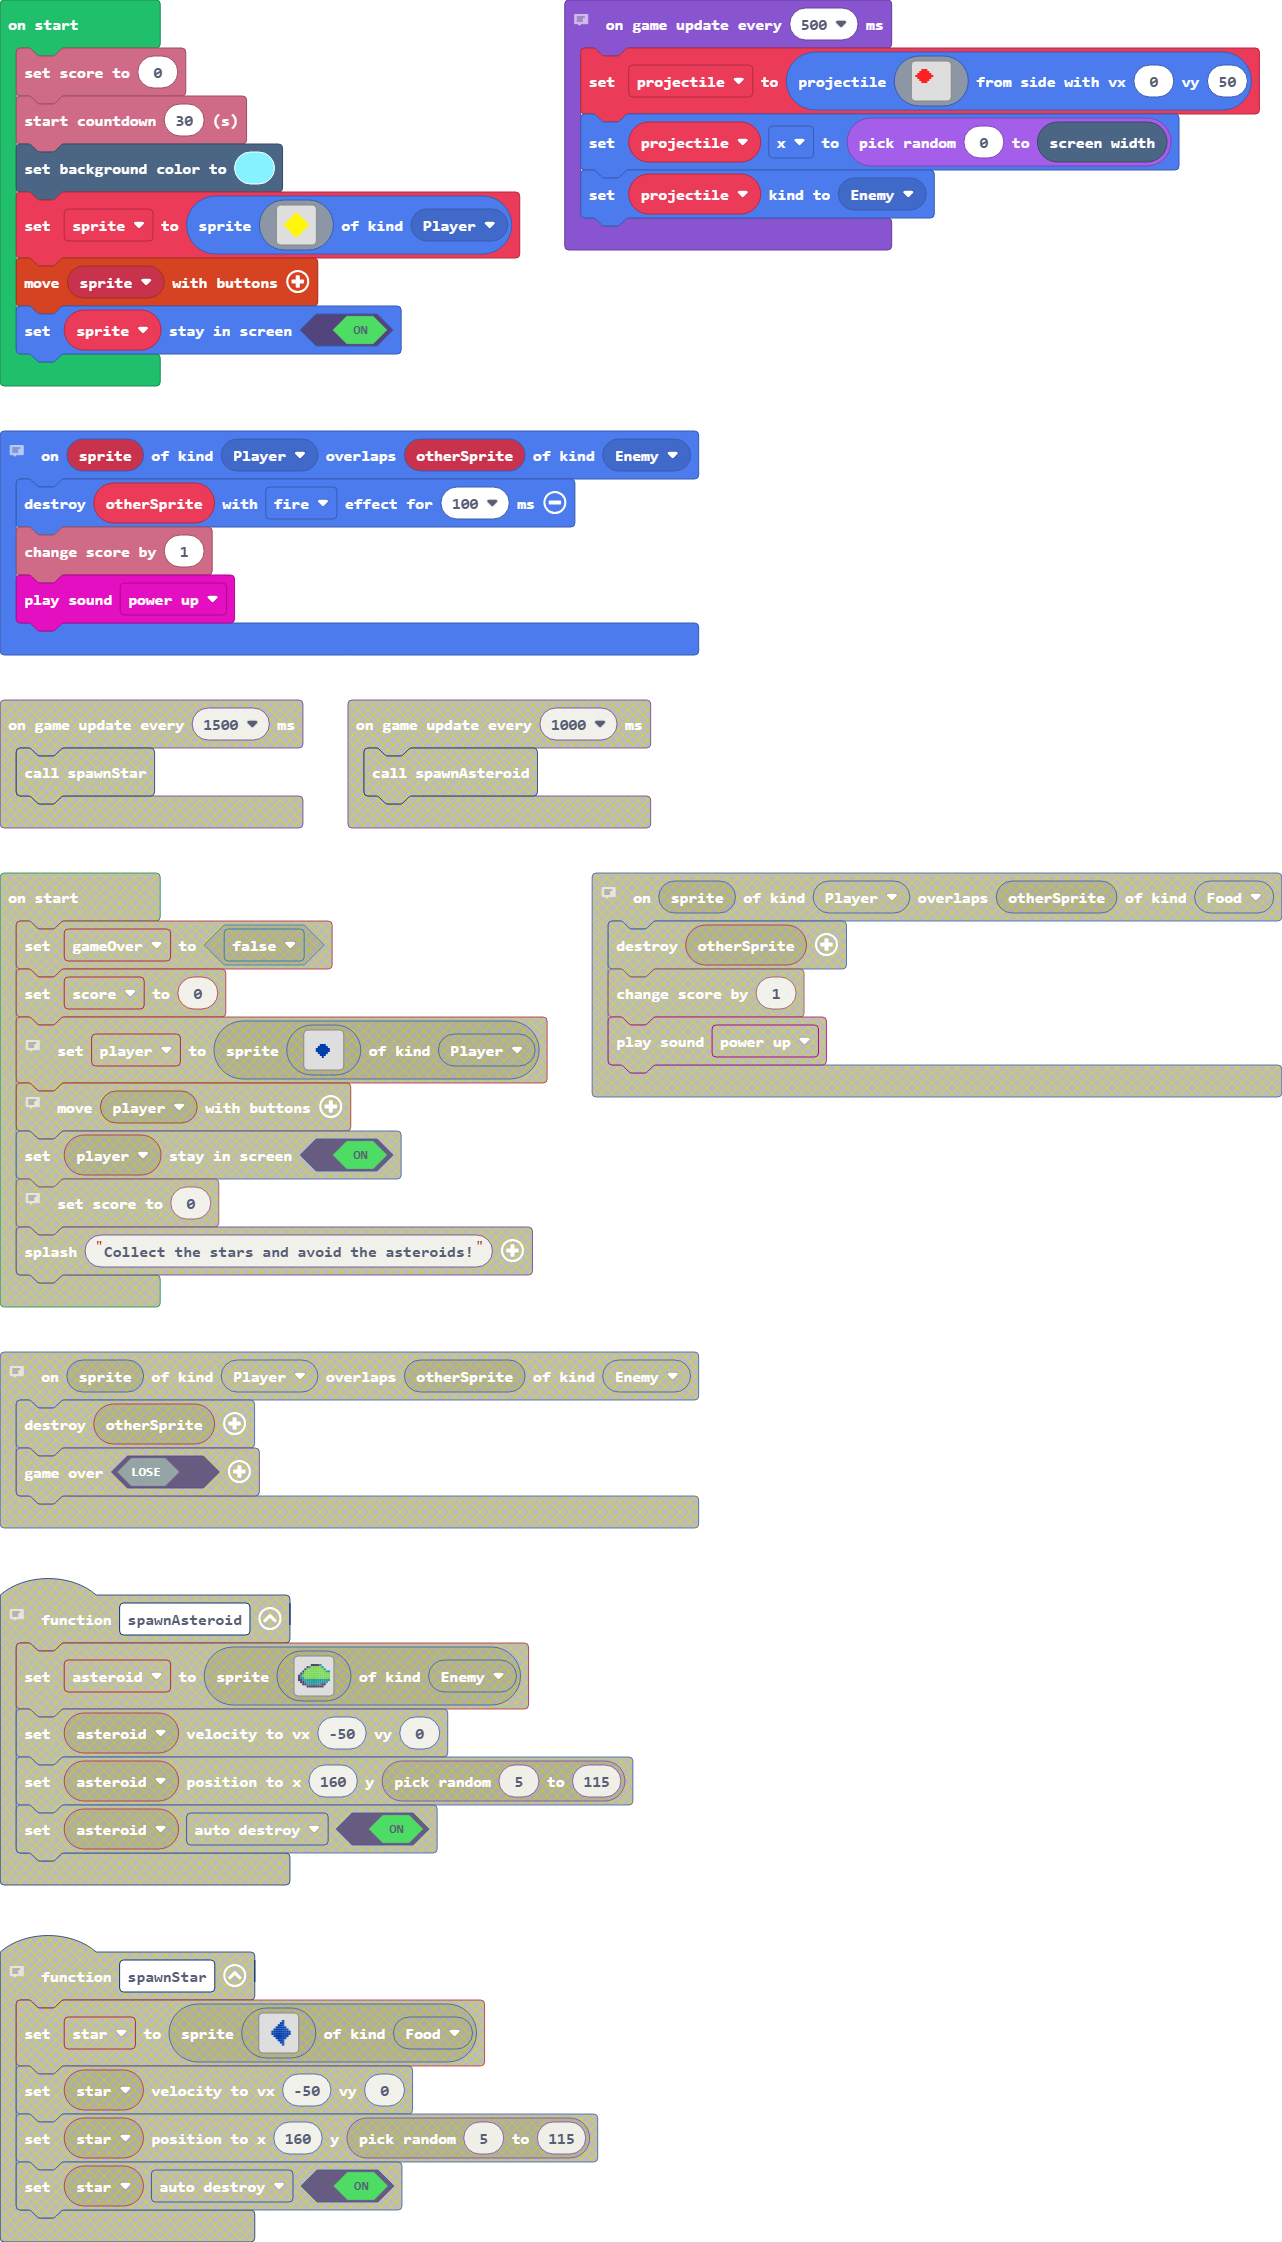 on start
set score to 0
start countdown 30 (s)
set background color to
set sprite to sprite of kind Player
move sprite with buttons
set sprite stay in screen ON
on game update every 500 ms
set projectile to projectile from side with vx 0 vy 50
set projectile x to pick random 0 to screen width
set projectile kind to Enemy
on sprite of kind Player overlaps otherSprite of kind Enemy
destroy otherSprite with fire effect for 100 ms
change score by 1
play sound power up
on game update every 1500 ms
call spawnStar
on game update every 1000 ms
call spawnAsteroid
on start
set gameOver to false
set score to 0
set player to sprite of kind Player
move player with buttons
set player stay in screen ON
set score to 0
splash "Collect the stars and avoid the asteroids!"
on sprite of kind Player overlaps otherSprite of kind Food
destroy otherSprite
change score by 1
play sound power up
on sprite of kind Player overlaps otherSprite of kind Enemy
destroy otherSprite
game over LOSE
function spawnAsteroid
set asteroid to sprite of kind Enemy
set asteroid velocity to vx -50 vy 0
set asteroid position to x 160 y pick random 5 to 115
set asteroid auto destroy ON
function spawnStar
set star to sprite of kind Food
set star velocity to vx -50 vy 0
set star position to x 160 y pick random 5 to 115
set star auto destroy ON